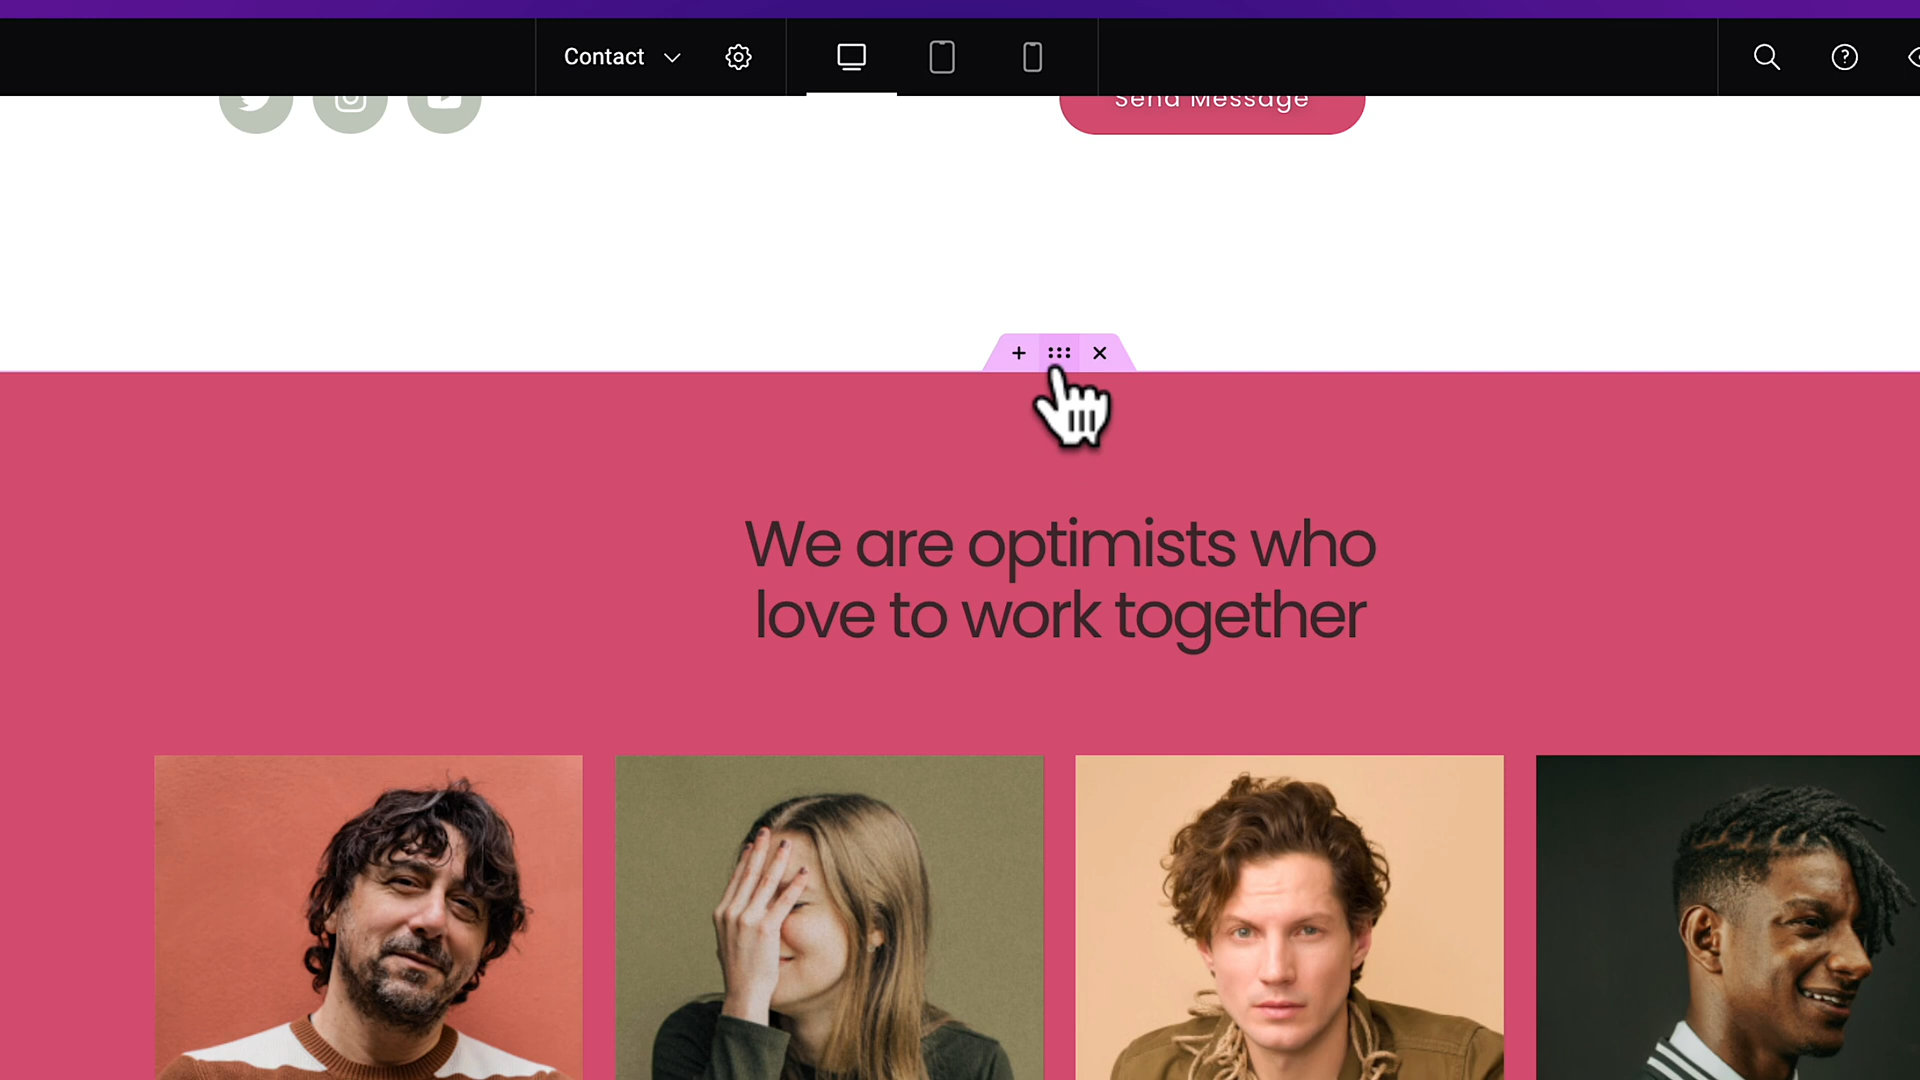 Contact
Send Message
We are optimists who
love to work together